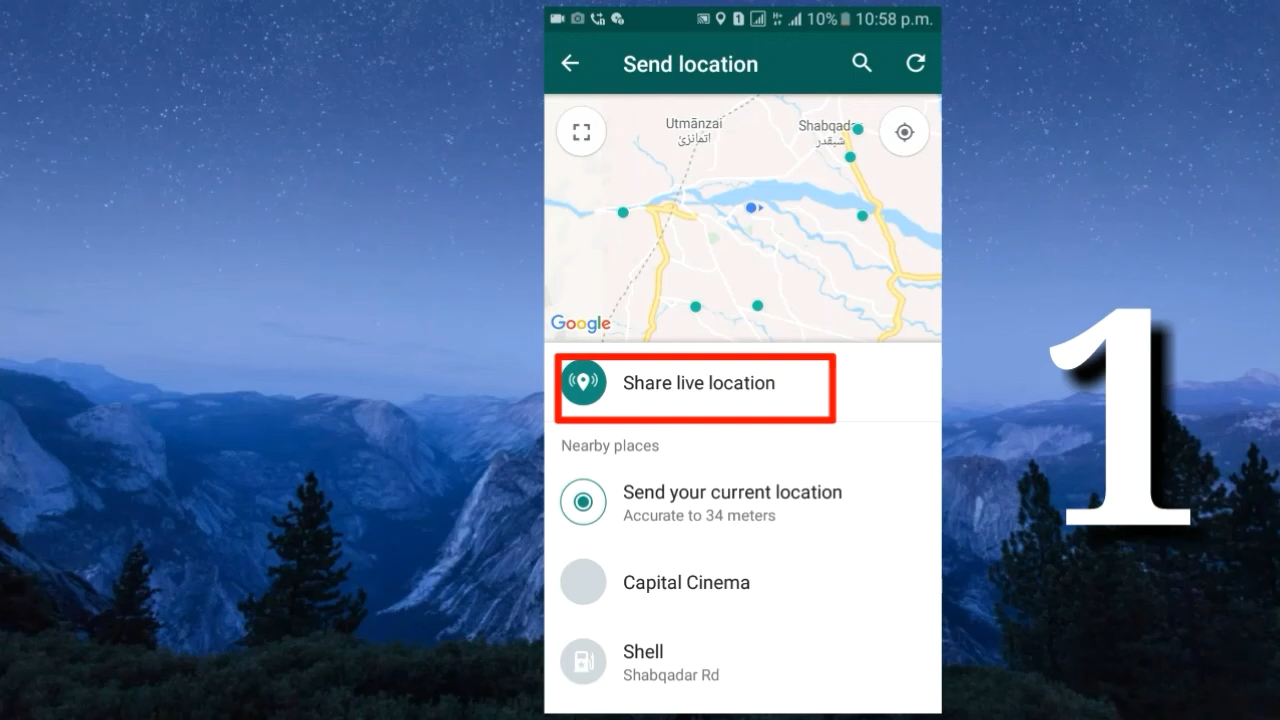 10% 10:58 p.m.
Send location
Utmānzai
اتمانزئ
Shabqadar
شبقدر
Google
Share live location
Nearby places
Send your current location
Accurate to 34 meters
Capital Cinema
Shell
Shabqadar Rd
1